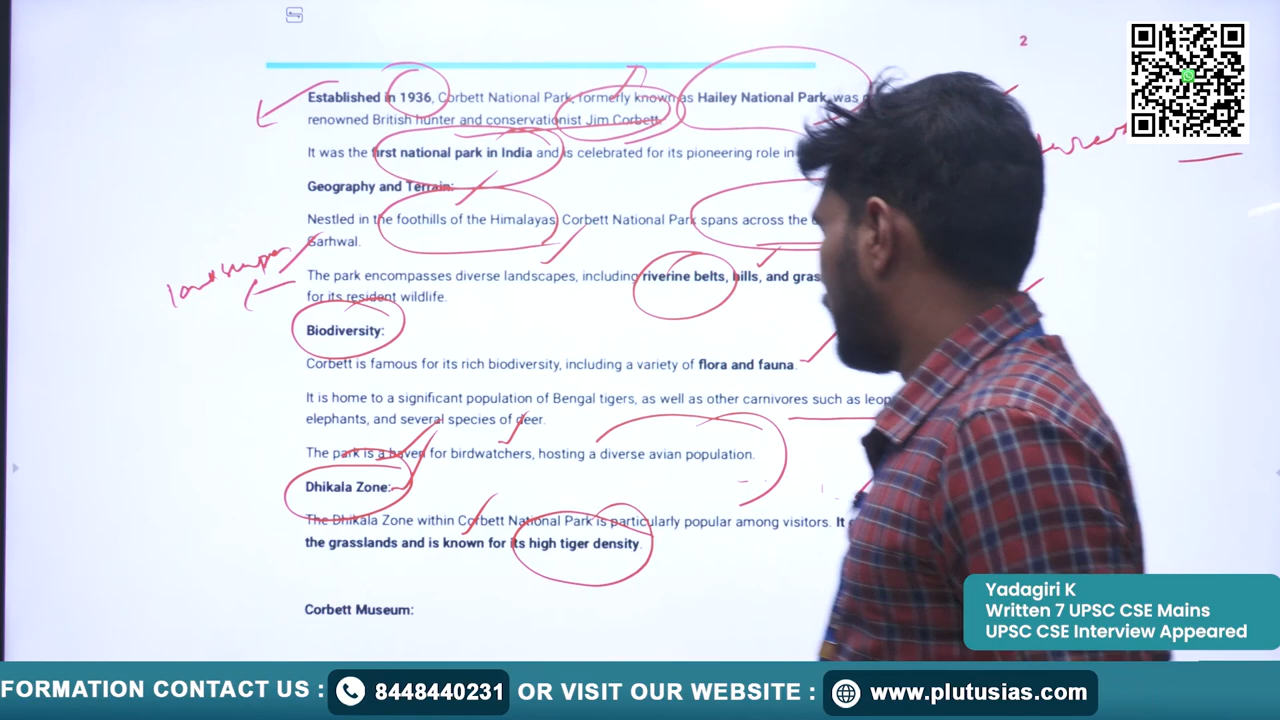 2
Established in 1936, Corbett National Park, formerly known as Hailey National Park, was
renowned British hunter and conservationist Jim Corbett.
It was the first national park in India and is celebrated for its pioneering role in
Geography and Terrain:
Nestled in the foothills of the Himalayas, Corbett National Park spans across the
Garhwal.
The park encompasses diverse landscapes, including riverine belts, hills, and gras
for its resident wildlife.
Biodiversity:
Corbett is famous for its rich biodiversity, including a variety of flora and fauna.
It is home to a significant population of Bengal tigers, as well as other carnivores such as leop
elephants, and several species of deer.
The park is a haven for birdwatchers, hosting a diverse avian population.
Dhikala Zone:
The Dhikala Zone within Corbett National Park is particularly popular among visitors. It
the grasslands and is known for its high tiger density.
Corbett Museum:
Yadagiri K
Written 7 UPSC CSE Mains
UPSC CSE Interview Appeared
FORMATION CONTACT US : 8448440231 OR VISIT OUR WEBSITE : www.plutusias.com